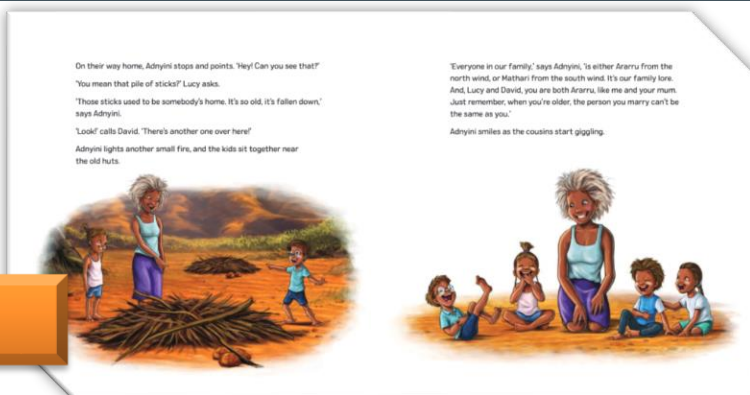 On their way home, Adnyini stops and points. 'Hey! Can you see that?'
'You mean that pile of sticks?' Lucy asks.
'Those sticks used to be somebody's home. It's so old, it's fallen down,'
says Adnyini.
'Look!' calls David. 'There's another one over here!'
Adnyini lights another small fire, and the kids sit together near
the old huts.
'Everyone in our family,' says Adnyini, 'is either Araru from the
north wind, or Mathari from the south wind. It's our family lore.
And, Lucy and David, you are both Araru, like me and your mum.
Just remember, when you're older, the person you marry can't be
the same as you.'
Adnyini smiles as the cousins start giggling.